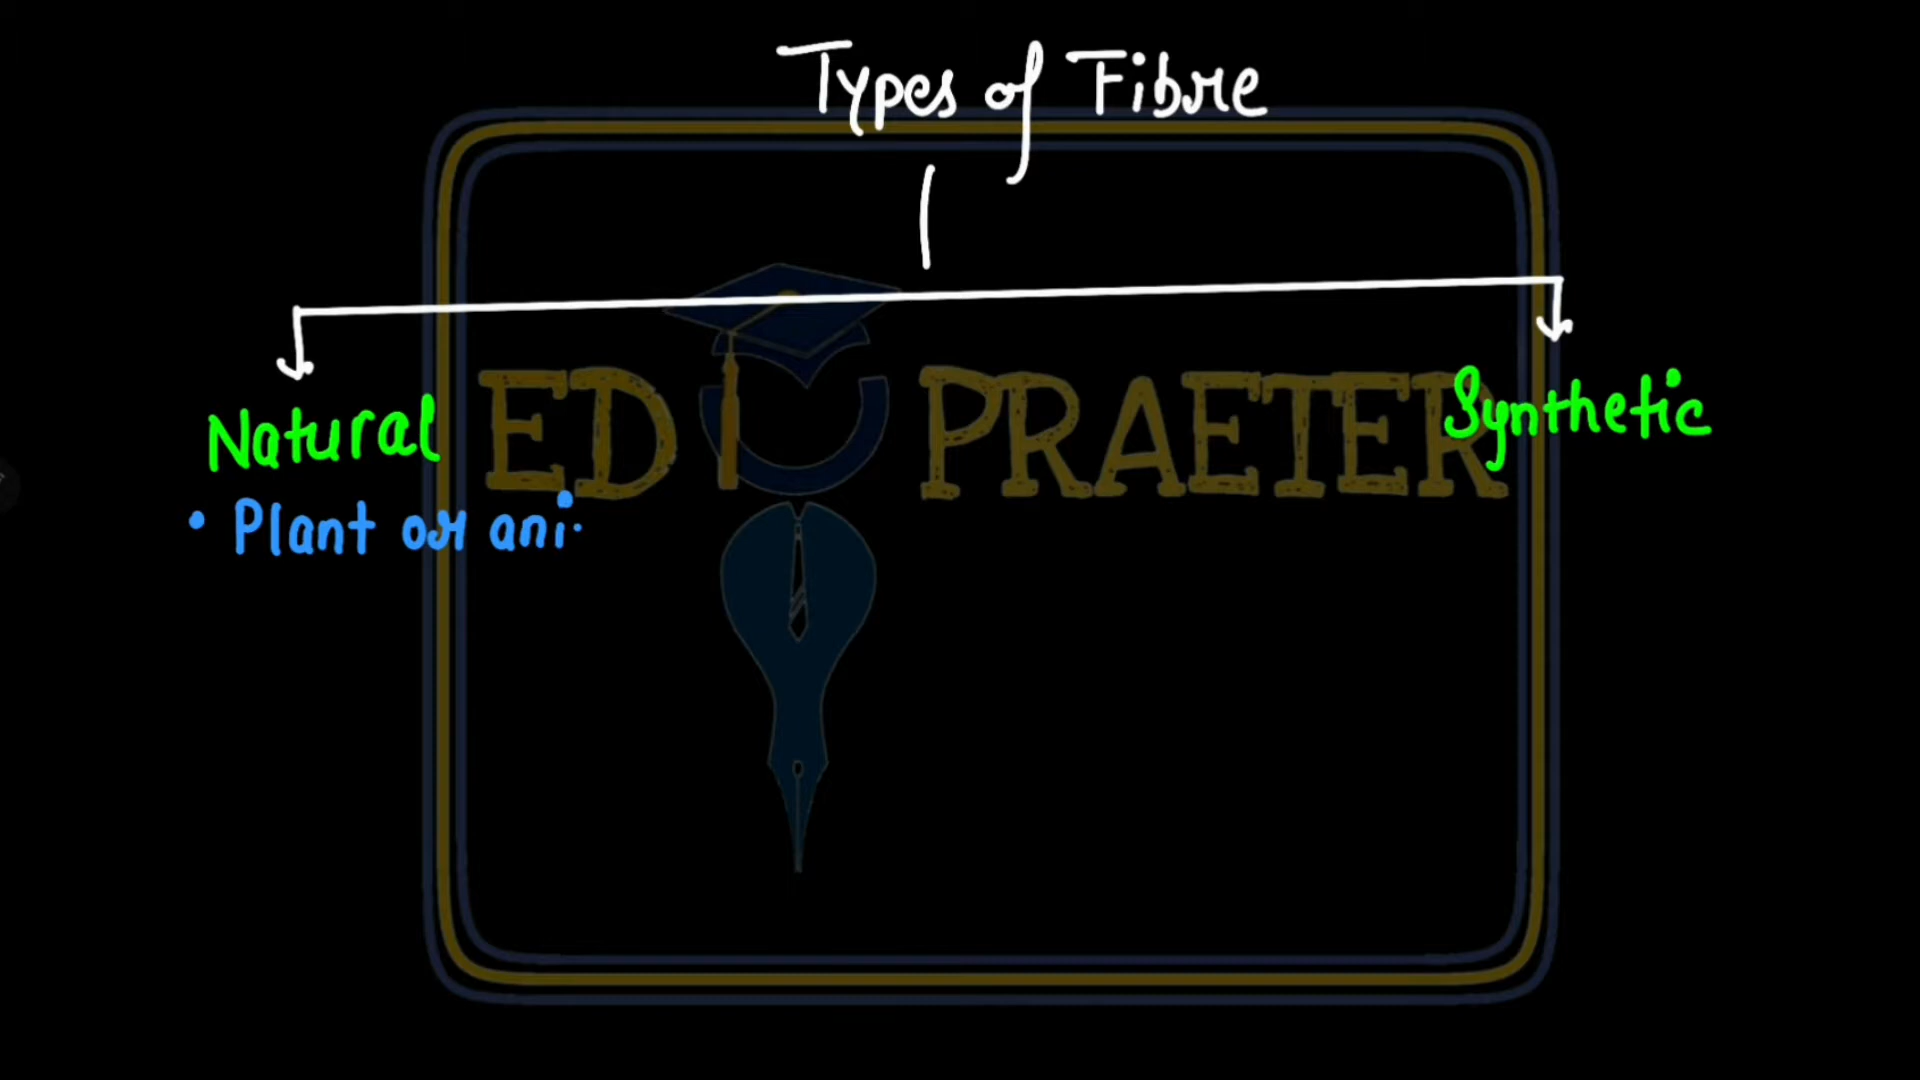 Types of Fibre
Natural
Synthetic
EDU PRAETER
• Plant or ani.